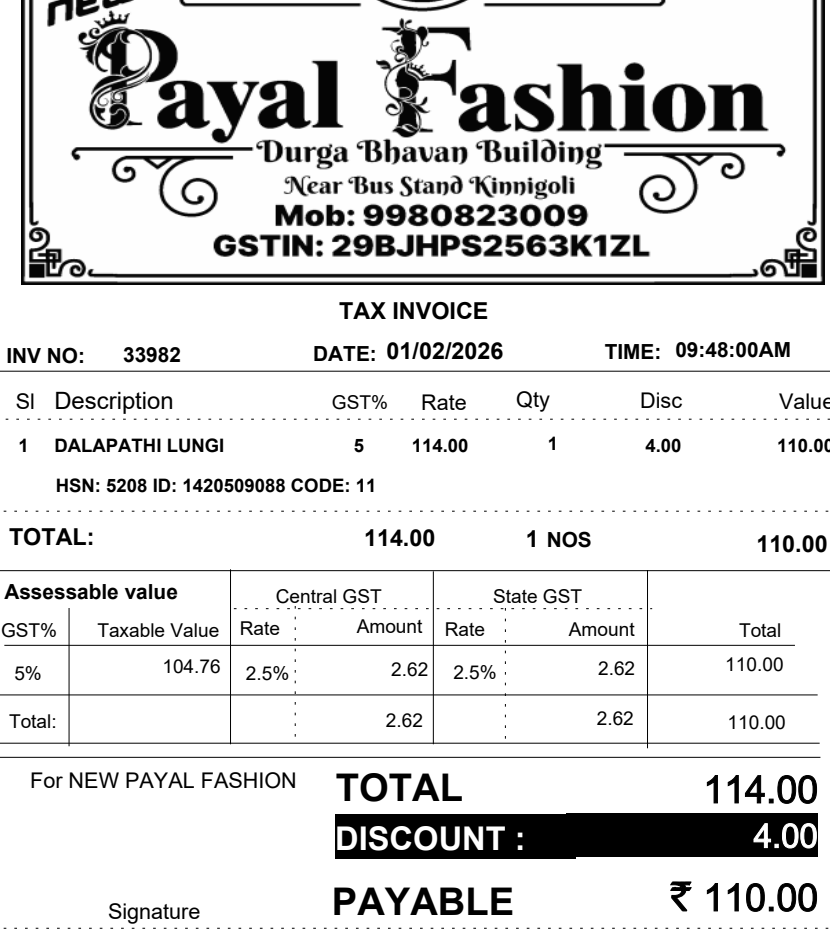 new
Payal Fashion
Durga Bhavan Building
Near Bus Stand Kinnigoli
Mob: 9980823009
GSTIN: 29BJHPS2563K1ZL
TAX INVOICE
INV NO: 33982 DATE: 01/02/2026 TIME: 09:48:00AM
Sl Description GST% Rate Qty Disc Value
1 DALAPATHI LUNGI 5 114.00 1 4.00 110.00
HSN: 5208 ID: 1420509088 CODE: 11
TOTAL: 114.00 1 NOS 110.00
Assessable value Central GST State GST
GST% Taxable Value Rate Amount Rate Amount Total
5% 104.76 2.5% 2.62 2.5% 2.62 110.00
Total: 2.62 2.62 110.00
For NEW PAYAL FASHION TOTAL 114.00
DISCOUNT : 4.00
Signature PAYABLE ₹ 110.00